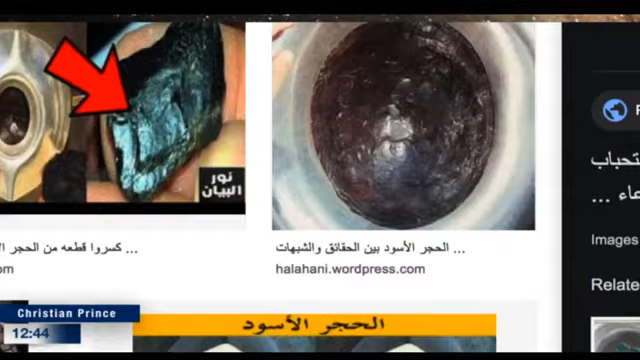 نور
البيان
... كسروا قطعه من الحجر
... الحجر الأسود بين الحقائق والشبهات
halahani.wordpress.com
om
الحجر الأسود
... 
Images
Relate
Christian Prince
12:44